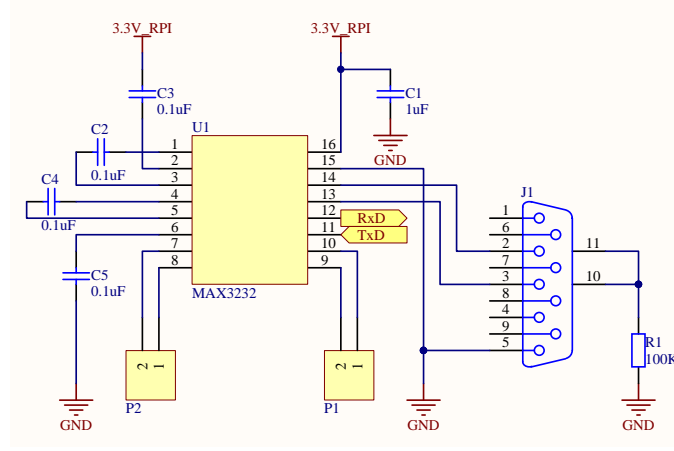 3.3V_RPI
3.3V_RPI
C3
0.1uF
C1
1uF
GND
C2
0.1uF
C4
0.1uF
C5
0.1uF
GND
U1
1
2
3
4
5
6
7
8
16
15
14
13
12
11
10
9
MAX3232
RxD
TxD
2
1
P2
2
1
P1
GND
J1
1
6
2
7
3
8
4
9
5
11
10
R1
100K
GND